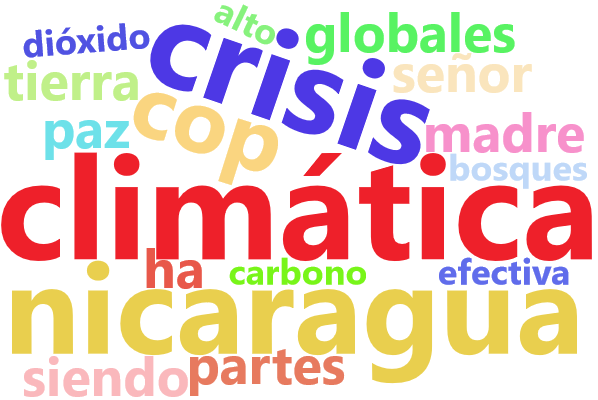 alto
dióxido
crisis
globales
tierra
señor
cop
paz
madre
bosques
climática
ha
carbono
efectiva
nicaragua
siendo
partes